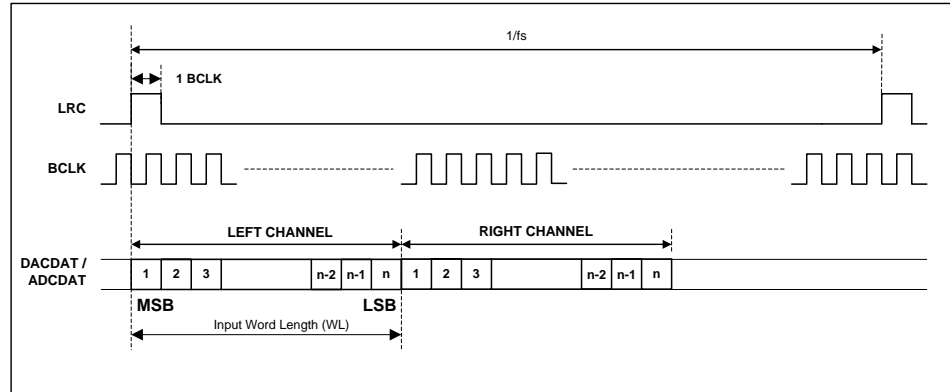 1/fs
1 BCLK
LRC
BCLK
LEFT CHANNEL RIGHT CHANNEL
DACDAT /
ADCDAT
1 2 3 n-2 n-1 n 1 2 3 n-2 n-1 n
MSB LSB
Input Word Length (WL)